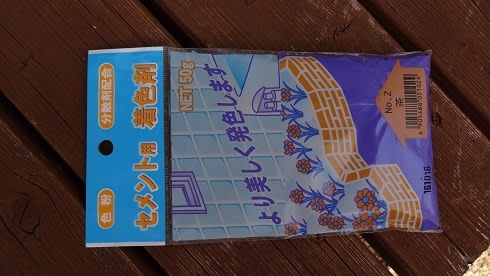 色粉
分散剤配合
セメント用
着色剤
NET 50g
より美しく発色します
No.2
茶
161018